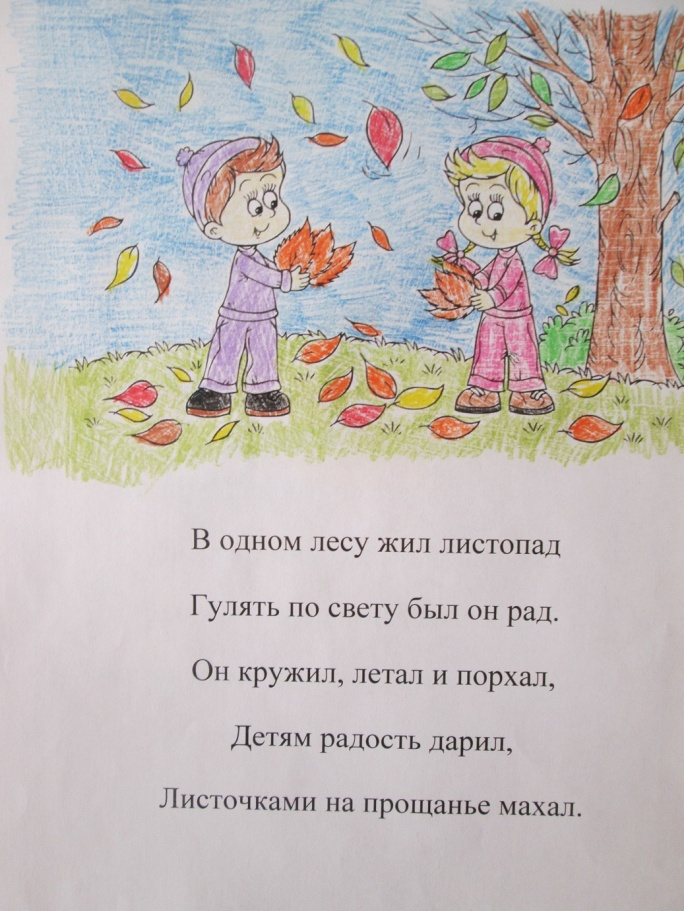 В одном лесу жил листопад
Гулять по свету был он рад.
Он кружил, летал и порхал,
Детям радость дарил,
Листочками на прощанье махал.